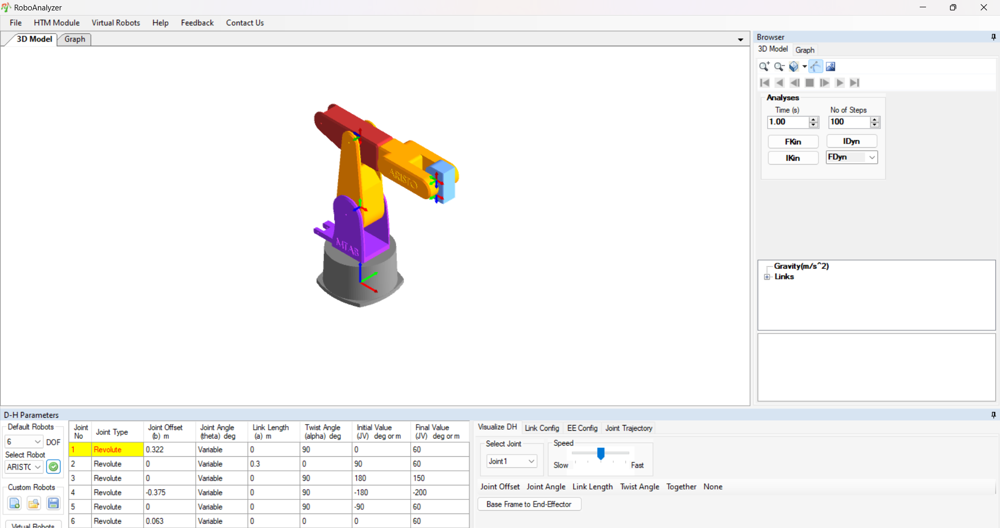 RoboAnalyzer
File HTM Module Virtual Robots Help Feedback Contact Us
3D Model Graph
Browser
3D Model Graph
Analyses
Time (s) No of Steps
1.00 100
FKin IDyn
IKin FDyn
Gravity(m/s^2)
Links
ARISTO
MTAB
D-H Parameters
Default Robots
6 DOF
Select Robot
ARISTC
Custom Robots
Virtual Robots
Joint No Joint Type Joint Offset (b) m Joint Angle (theta) deg Link Length (a) m Twist Angle (alpha) deg Initial Value (JV) deg or m Final Value (JV) deg or m
1 Revolute 0.322 Variable 0 90 0 60
2 Revolute 0 Variable 0.3 0 90 60
3 Revolute 0 Variable 0 90 180 150
4 Revolute -0.375 Variable 0 90 -180 -200
5 Revolute 0 Variable 0 90 -90 60
6 Revolute 0.063 Variable 0 0 0 60
Visualize DH Link Config EE Config Joint Trajectory
Select Joint
Joint1
Speed
Slow Fast
Joint Offset Joint Angle Link Length Twist Angle Together None
Base Frame to End-Effector